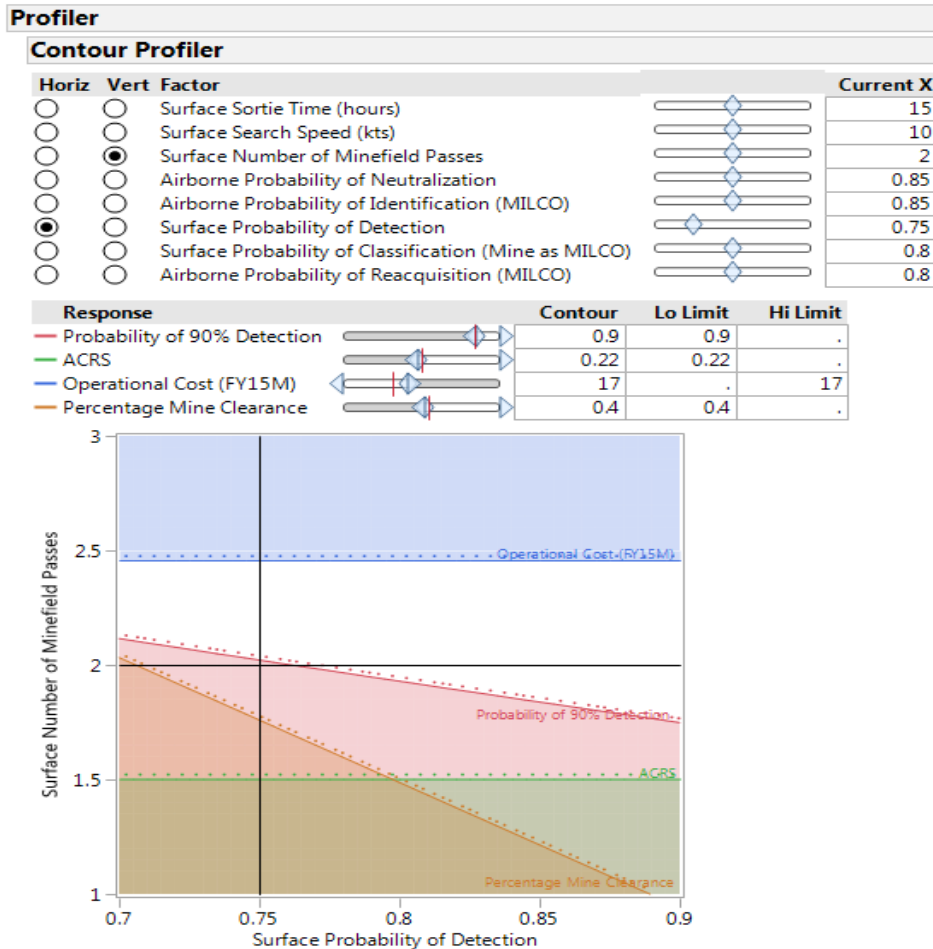 Profiler
Contour Profiler
Horiz Vert Factor Current X
Surface Sortie Time (hours) 15
Surface Search Speed (kts) 10
Surface Number of Minefield Passes 2
Airborne Probability of Neutralization 0.85
Airborne Probability of Identification (MILCO) 0.85
Surface Probability of Detection 0.75
Surface Probability of Classification (Mine as MILCO) 0.8
Airborne Probability of Reacquisition (MILCO) 0.8
Response Contour Lo Limit Hi Limit
Probability of 90% Detection 0.9 0.9 .
ACRS 0.22 0.22 .
Operational Cost (FY15M) 17 . 17
Percentage Mine Clearance 0.4 0.4 .
3
2.5
2
1.5
1
Surface Number of Minefield Passes
Operational Cost (FY15M)
Probability of 90% Detection
ACRS
Percentage Mine Clearance
0.7 0.75 0.8 0.85 0.9
Surface Probability of Detection